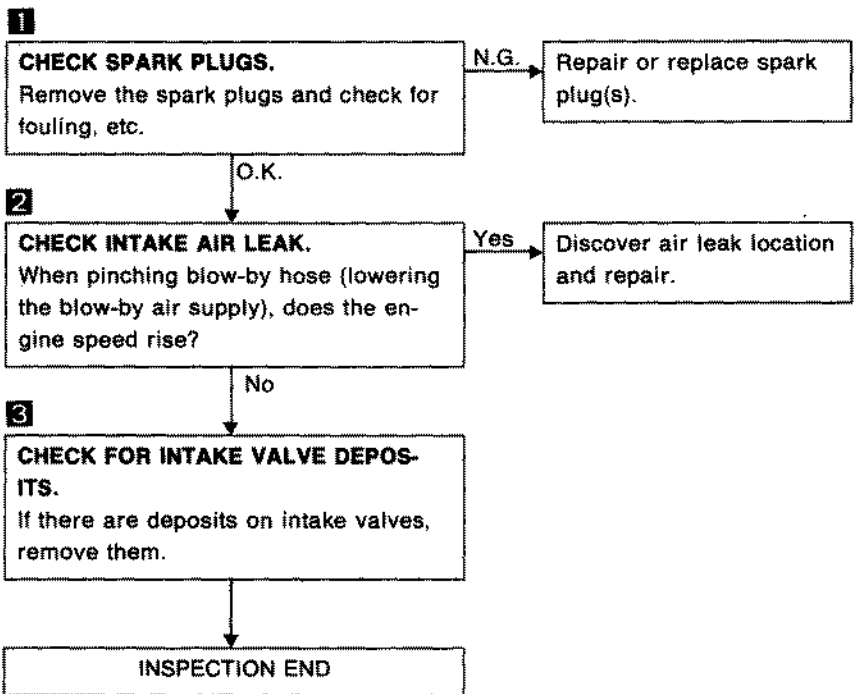 1
CHECK SPARK PLUGS.
Remove the spark plugs and check for
fouling, etc.
N.G.
Repair or replace spark
plug(s).
O.K.
2
CHECK INTAKE AIR LEAK.
When pinching blow-by hose (lowering
the blow-by air supply), does the en-
gine speed rise?
Yes
Discover air leak location
and repair.
No
3
CHECK FOR INTAKE VALVE DEPOS-
ITS.
If there are deposits on intake valves,
remove them.
INSPECTION END